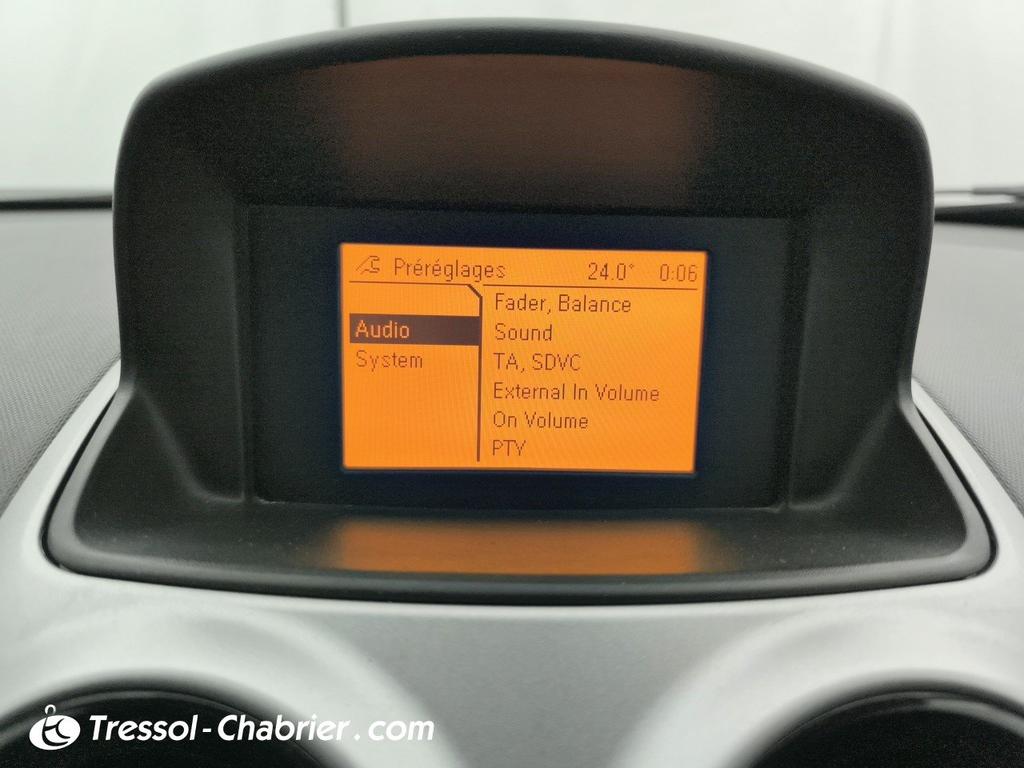 Préréglages 24.0° 0:06
Audio
System
Fader, Balance
Sound
TA, SDVC
External In Volume
On Volume
PTY
Tressol-Chabrier.com